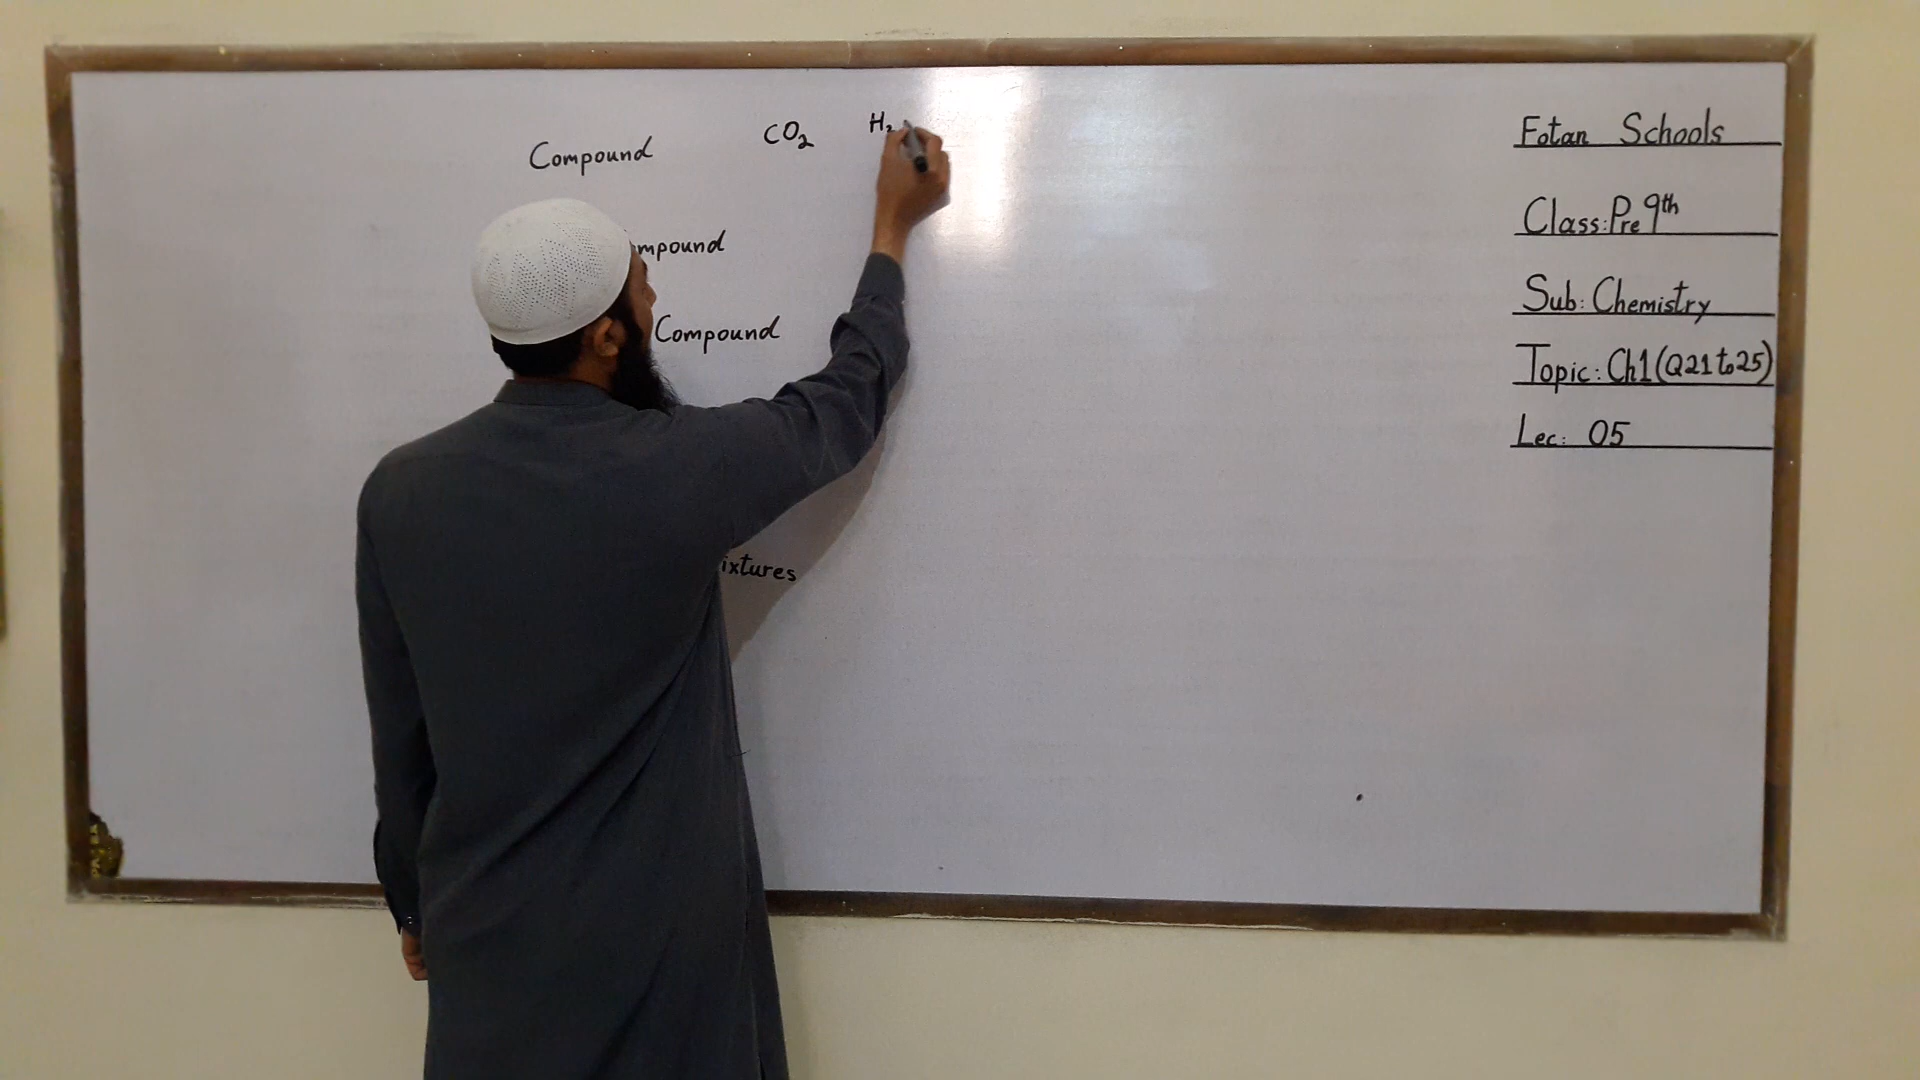 Compound CO₂ H₂
mpound
Compound
ixtures
Fotan Schools
Class: Pre 9th
Sub: Chemistry
Topic: Ch1 (Q21 to 25)
Lec: 05